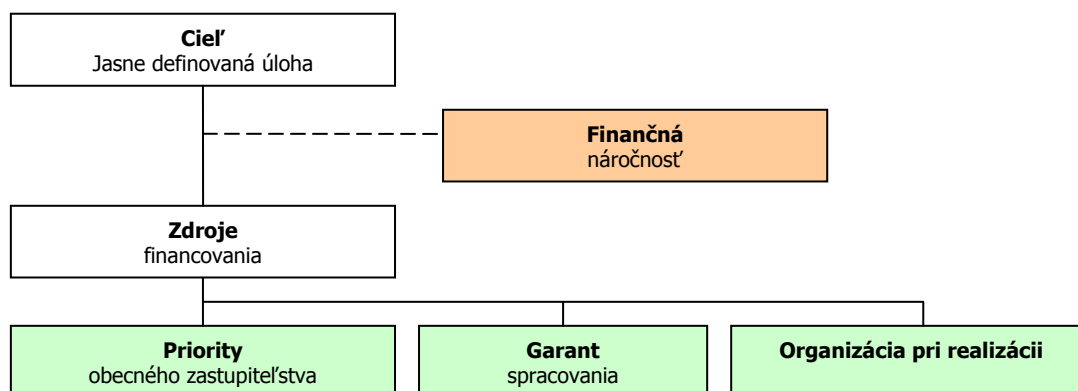 Cieľ
Jasne definovaná úloha
Finančná
náročnosť
Zdroje
financovania
Priority
obecného zastupiteľstva
Garant
spracovania
Organizácia pri realizácii